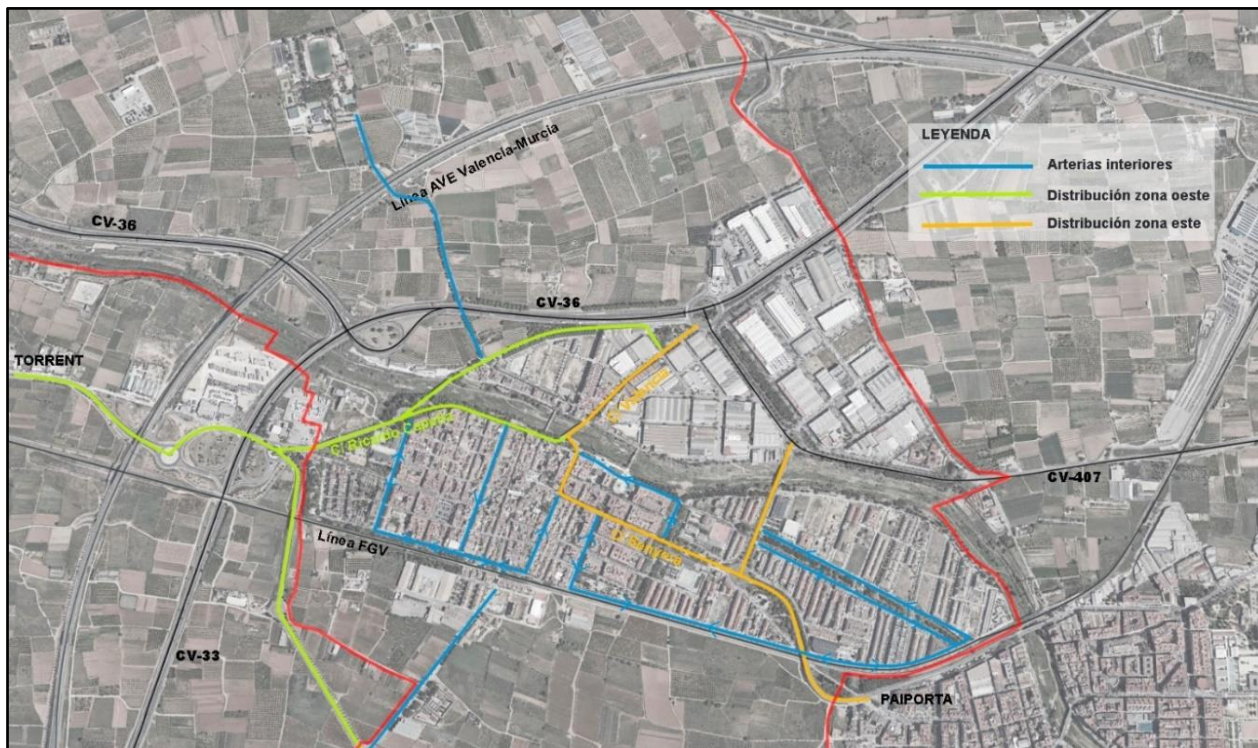 LEYENDA
Arterias interiores
Distribución zona oeste
Distribución zona este
Línea AVE Valencia-Murcia
CV-36
CV-36
TORRENT
C/ Valencia
C/ Ricardo Capella
CV-407
Línea FGV
CV-33
PAIPORTA